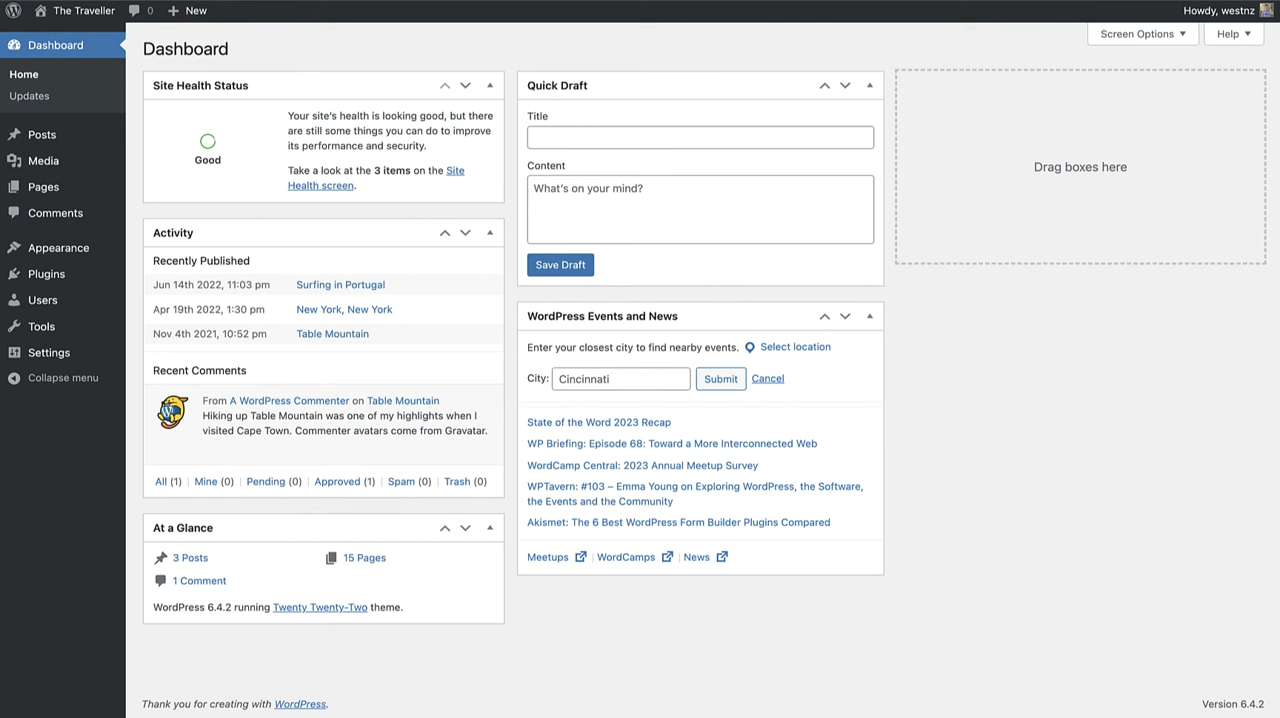 The Traveller 0 New Howdy, westnz
Dashboard
Home
Updates
Posts
Media
Pages
Comments
Appearance
Plugins
Users
Tools
Settings
Collapse menu
Screen Options ▼ Help ▼
Dashboard
Site Health Status
Good
Your site's health is looking good, but there
are still some things you can do to improve
its performance and security.
Take a look at the 3 items on the Site
Health screen.
Activity
Recently Published
Jun 14th 2022, 11:03 pm Surfing in Portugal
Apr 19th 2022, 1:30 pm New York, New York
Nov 4th 2021, 10:52 pm Table Mountain
Recent Comments
From A WordPress Commenter on Table Mountain
Hiking up Table Mountain was one of my highlights when I
visited Cape Town. Commenter avatars come from Gravatar.
All (1) | Mine (0) | Pending (0) | Approved (1) | Spam (0) | Trash (0)
At a Glance
3 Posts 15 Pages
1 Comment
WordPress 6.4.2 running Twenty Twenty-Two theme.
Quick Draft
Title
Content
What's on your mind?
Save Draft
WordPress Events and News
Enter your closest city to find nearby events. Select location
City: Cincinnati Submit Cancel
State of the Word 2023 Recap
WP Briefing: Episode 68: Toward a More Interconnected Web
WordCamp Central: 2023 Annual Meetup Survey
WPTavern: #103 – Emma Young on Exploring WordPress, the Software,
the Events and the Community
Akismet: The 6 Best WordPress Form Builder Plugins Compared
Meetups | WordCamps | News
Drag boxes here
Thank you for creating with WordPress. Version 6.4.2